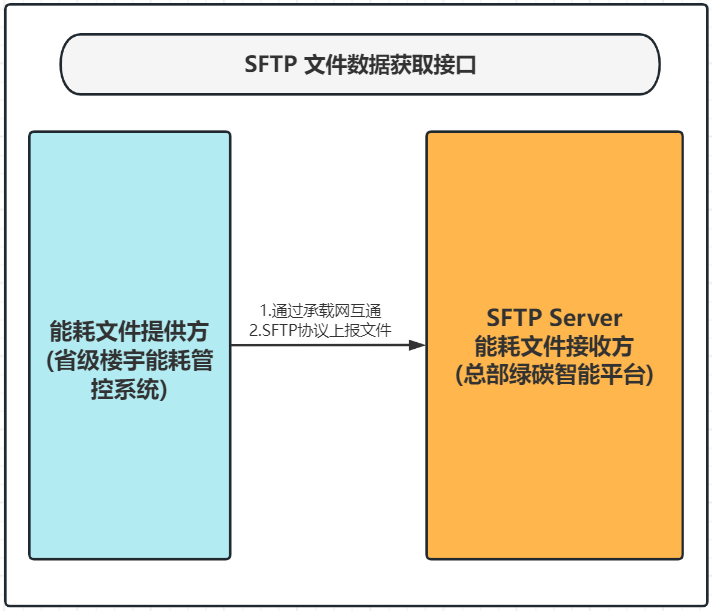 SFTP 文件数据获取接口
1.通过承载网互通
2.SFTP协议上报文件
能耗文件提供方
(省级楼宇能耗管
控系统)
SFTP Server
能耗文件接收方
(总部绿碳智能平台)